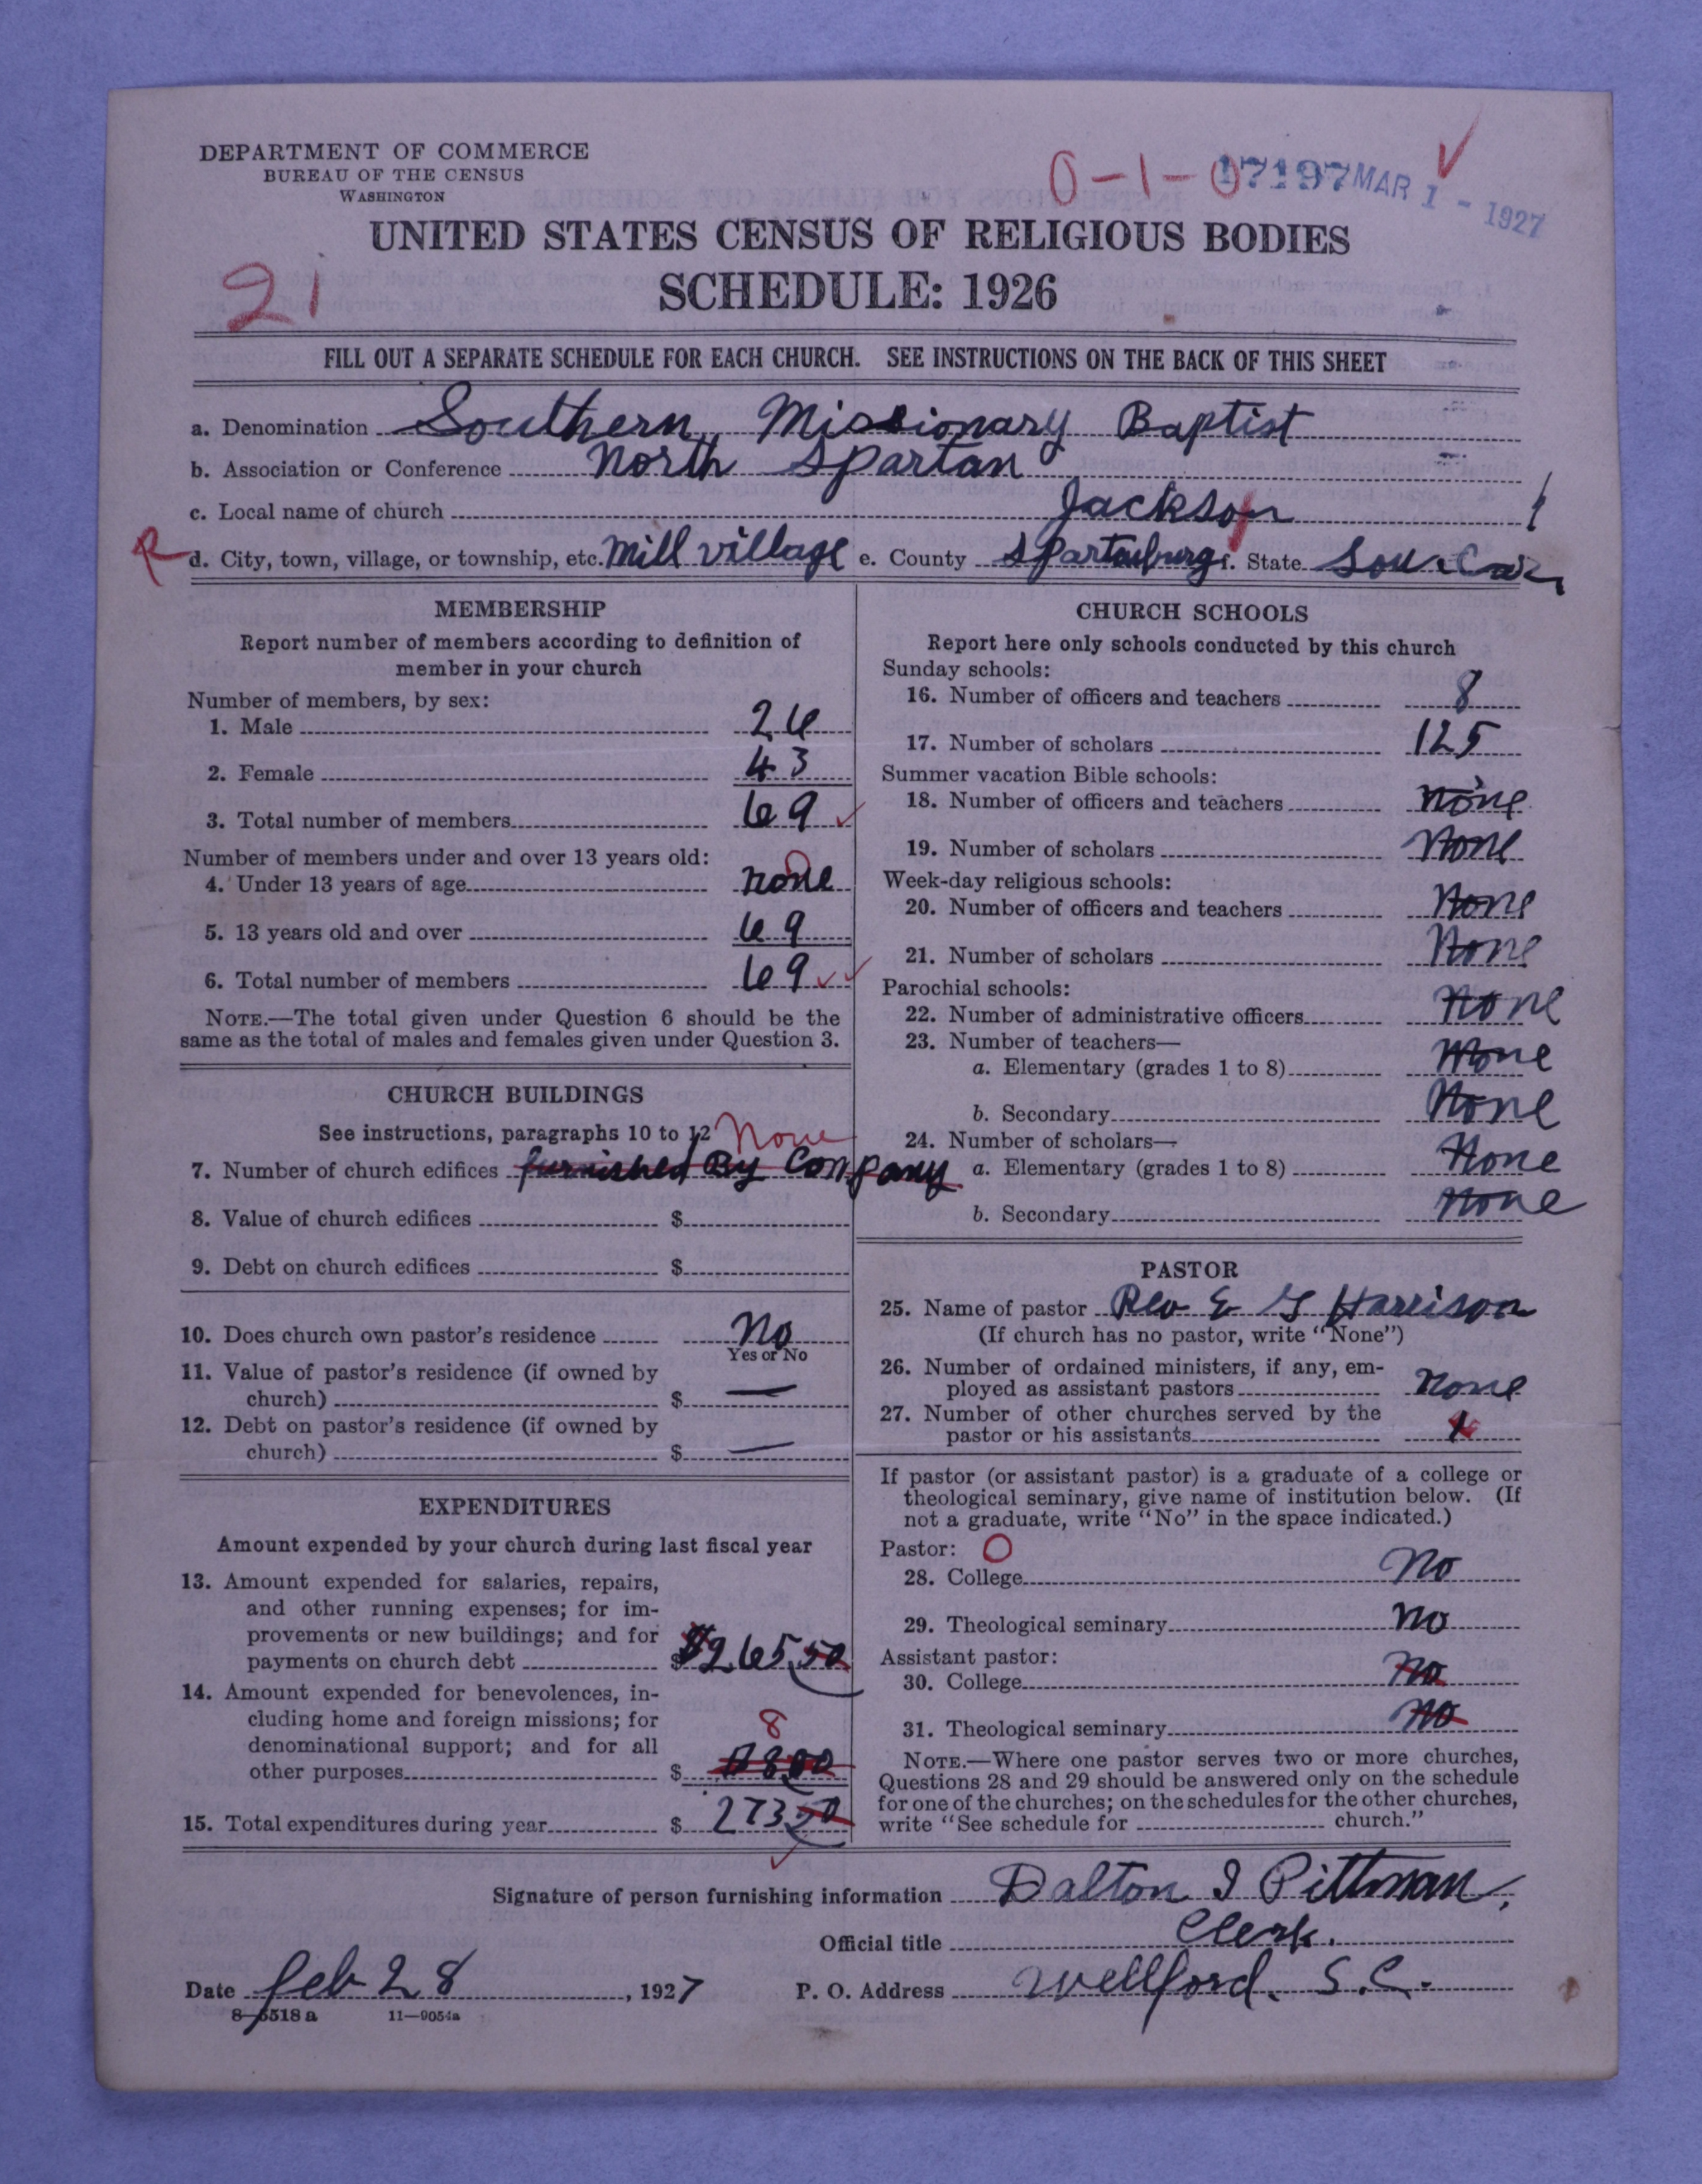 DEPARTMENT OF COMMERCE
BUREAU OF THE CENSUS
WASHINGTON
0-1-0
17197 MAR 1 - 1927
UNITED STATES CENSUS OF RELIGIOUS BODIES
SCHEDULE: 1926
21
FILL OUT A SEPARATE SCHEDULE FOR EACH CHURCH. SEE INSTRUCTIONS ON THE BACK OF THIS SHEET
a. Denomination Southern Missionary Baptist
b. Association or Conference North Spartan
c. Local name of church Jackson
R d. City, town, village, or township, etc. Mill village e. County Spartanburg f. State Sou. Car
MEMBERSHIP
Report number of members according to definition of
member in your church
Number of members, by sex:
1. Male 26
2. Female 43
3. Total number of members 69
Number of members under and over 13 years old:
4. Under 13 years of age none 0
5. 13 years old and over 69
6. Total number of members 69
NOTE.—The total given under Question 6 should be the
same as the total of males and females given under Question 3.
CHURCH BUILDINGS
See instructions, paragraphs 10 to 12 None
7. Number of church edifices furnished By Company
8. Value of church edifices $
9. Debt on church edifices $
10. Does church own pastor's residence No
Yes or No
11. Value of pastor's residence (if owned by
church) $ —
12. Debt on pastor's residence (if owned by
church) $ —
EXPENDITURES
Amount expended by your church during last fiscal year
13. Amount expended for salaries, repairs,
and other running expenses; for im-
provements or new buildings; and for
payments on church debt $ $265.50
14. Amount expended for benevolences, in-
cluding home and foreign missions; for
denominational support; and for all
other purposes $ $8.00 8
15. Total expenditures during year $ 273.50
CHURCH SCHOOLS
Report here only schools conducted by this church
Sunday schools:
16. Number of officers and teachers 8
17. Number of scholars 125
Summer vacation Bible schools:
18. Number of officers and teachers none
19. Number of scholars None
Week-day religious schools:
20. Number of officers and teachers None
21. Number of scholars None
Parochial schools:
22. Number of administrative officers None
23. Number of teachers—
a. Elementary (grades 1 to 8) None
b. Secondary None
24. Number of scholars—
a. Elementary (grades 1 to 8) None
b. Secondary None
PASTOR
25. Name of pastor Rev E G Harrison
(If church has no pastor, write "None")
26. Number of ordained ministers, if any, em-
ployed as assistant pastors None
27. Number of other churches served by the
pastor or his assistants
If pastor (or assistant pastor) is a graduate of a college or
theological seminary, give name of institution below. (If
not a graduate, write "No" in the space indicated.)
Pastor: O
28. College No
29. Theological seminary No
Assistant pastor:
30. College No
31. Theological seminary No
NOTE.—Where one pastor serves two or more churches,
Questions 28 and 29 should be answered only on the schedule
for one of the churches; on the schedules for the other churches,
write "See schedule for church."
Signature of person furnishing information Dalton I Pittman,
Official title Clerk.
Date Feb 28, 1927 P. O. Address Wellford, S.C.
8-5518 a 11—9054a